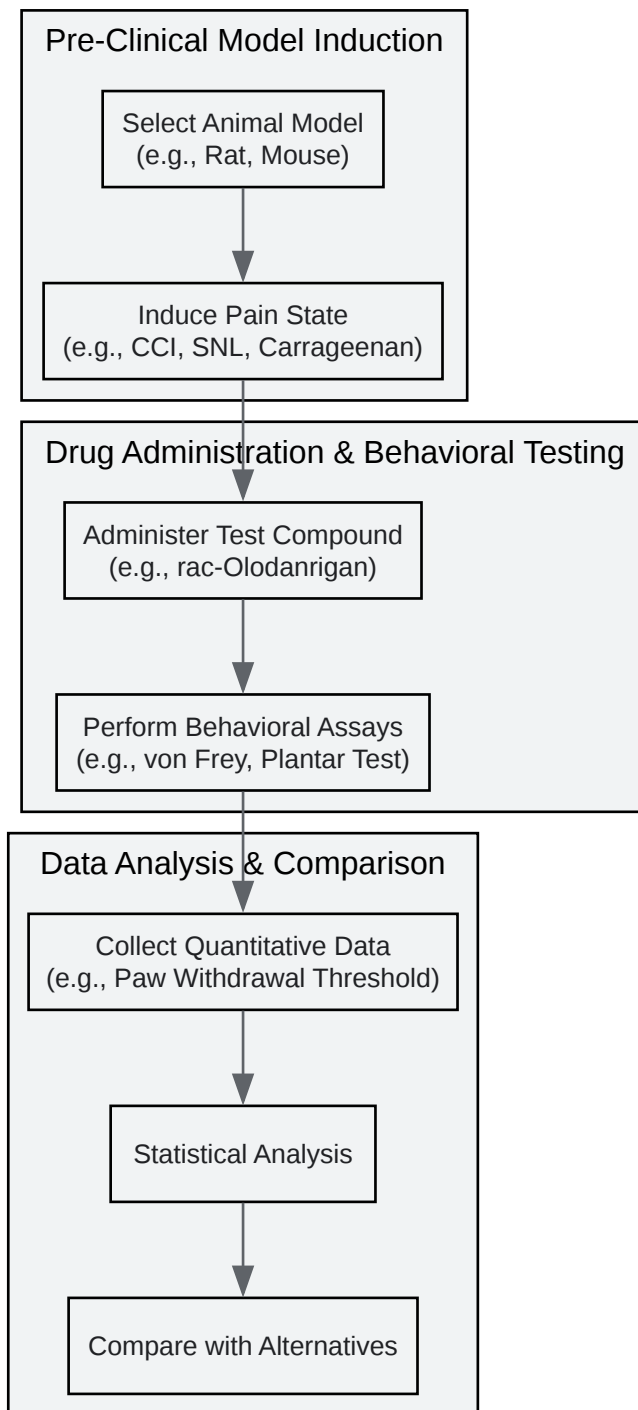 Pre-Clinical Model Induction
Select Animal Model
(e.g., Rat, Mouse)
Induce Pain State
(e.g., CCI, SNL, Carrageenan)
Drug Administration & Behavioral Testing
Administer Test Compound
(e.g., rac-Olodanrigan)
Perform Behavioral Assays
(e.g., von Frey, Plantar Test)
Data Analysis & Comparison
Collect Quantitative Data
(e.g., Paw Withdrawal Threshold)
Statistical Analysis
Compare with Alternatives